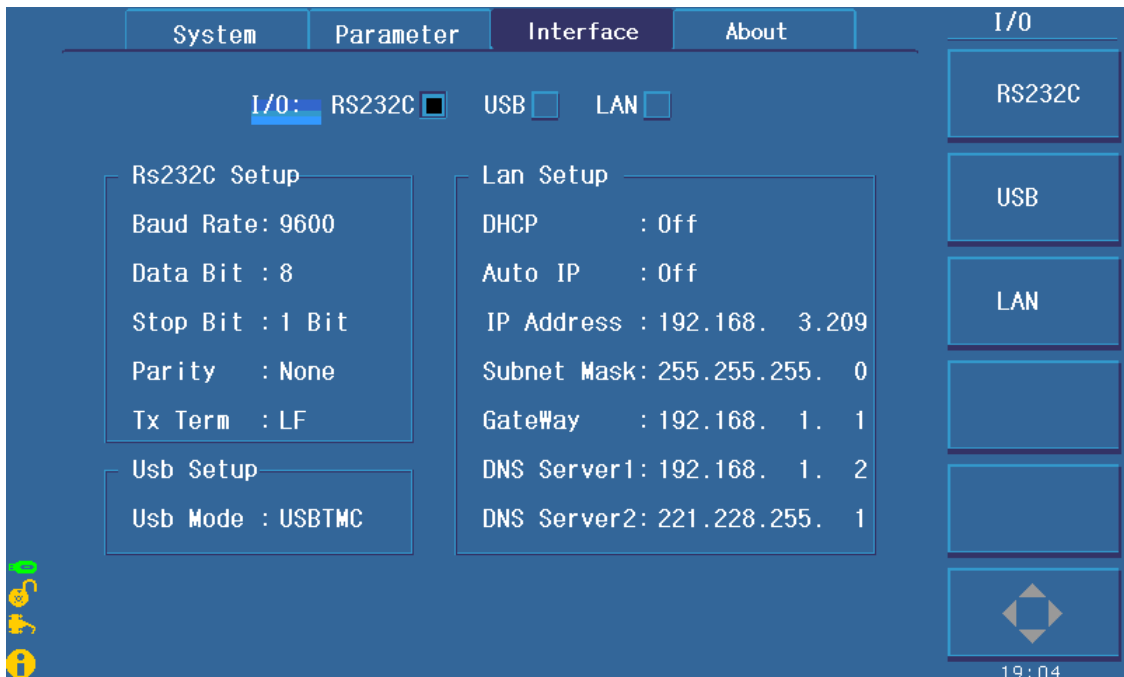 System Parameter Interface About
I/O: RS232C USB LAN
Rs232C Setup
Baud Rate: 9600
Data Bit : 8
Stop Bit : 1 Bit
Parity : None
Tx Term : LF
Usb Setup
Usb Mode : USBTMC
Lan Setup
DHCP : Off
Auto IP : Off
IP Address : 192.168. 3.209
Subnet Mask: 255.255.255. 0
GateWay : 192.168. 1. 1
DNS Server1: 192.168. 1. 2
DNS Server2: 221.228.255. 1
I/O
RS232C
USB
LAN
19:04